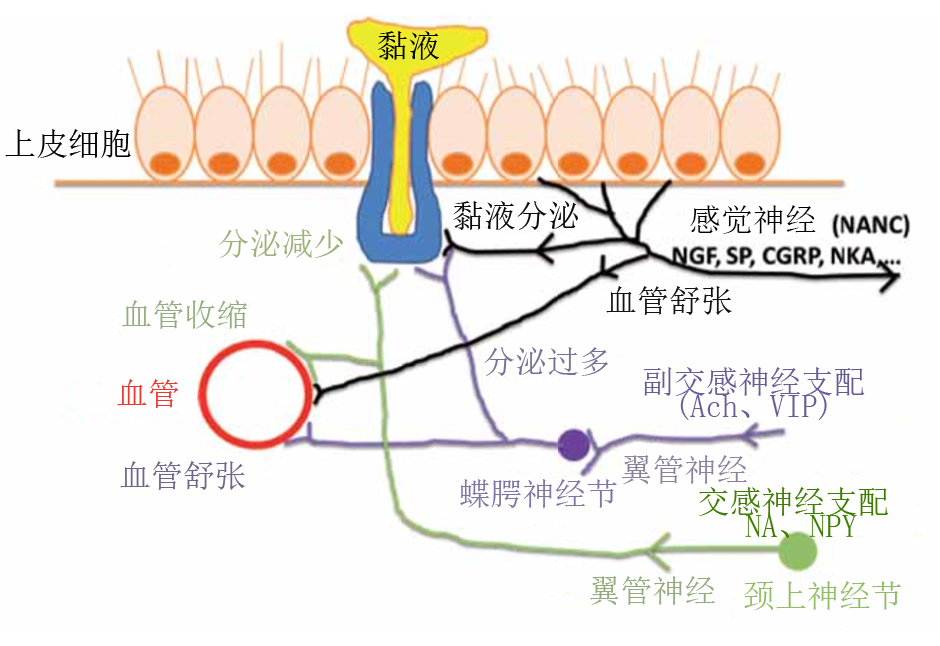 黏液
上皮细胞
黏液分泌
感觉神经 (NANC)
NGF, SP, CGRP, NKA,...
分泌减少
血管舒张
血管收缩
分泌过多
血管
副交感神经支配
(Ach、VIP)
血管舒张
翼管神经
蝶腭神经节
交感神经支配
NA、NPY
翼管神经
颈上神经节